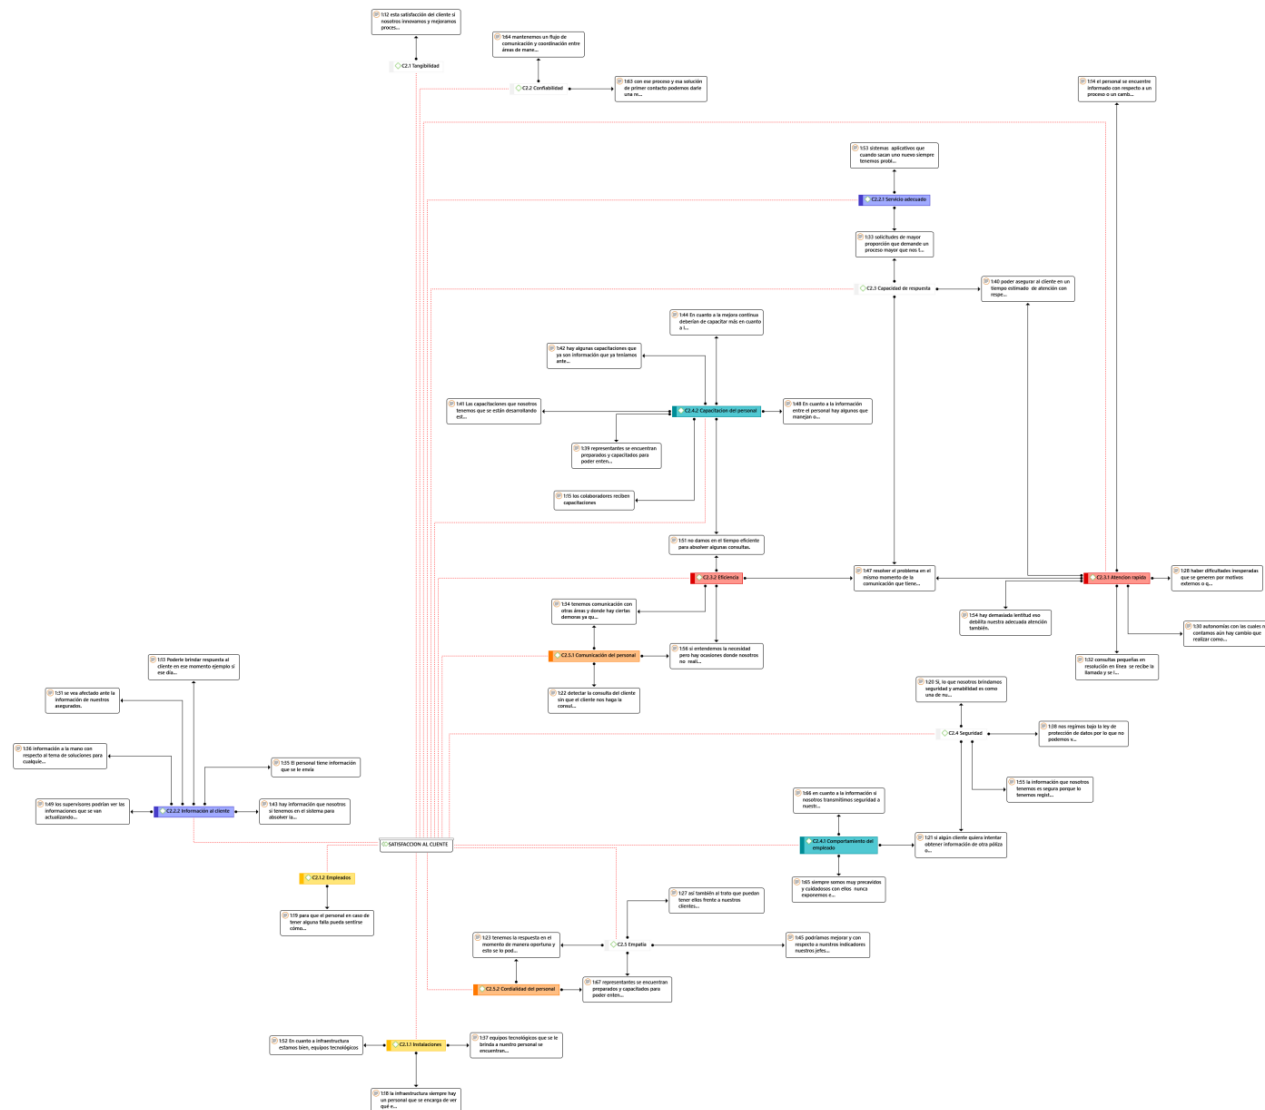 1:12 esta satisfacción del cliente si
nosotros innovamos y mejoramos
proces...
1:64 mantenemos un flujo de
comunicación y coordinación entre
áreas de mane...
C2.1 Tangibilidad
C2.2 Confiabilidad
1:63 con ese proceso y esa solución
de primer contacto podemos darle
una re...
1:14 el personal se encuentra
informado con respecto a un
proceso o un camb...
1:53 sistemas aplicativos que
cuando sacan uno nuevo siempre
tenemos probl...
C2.2.1 Servicio adecuado
1:33 solicitudes de mayor
proporción que demande un
proceso mayor que nos t...
C2.3 Capacidad de respuesta
1:40 poder asegurar al cliente en un
tiempo estimado de atención con
respe...
1:44 En cuanto a la mejora continua
deberían de capacitar más en cuanto
a l...
1:42 hay algunas capacitaciones que
ya son información que ya teníamos
ante...
1:41 Las capacitaciones que nosotros
tenemos que se están desarrollando
est...
C2.4.2 Capacitacion del personal
1:48 En cuanto a la información
entre el personal hay algunos que
manejan o...
1:39 representantes se encuentran
preparados y capacitados para
poder enten...
1:15 los colaboradores reciben
capacitaciones
1:51 no damos en el tiempo eficiente
para absolver algunas consultas.
C2.3.2 Eficiencia
1:47 resolver el problema en el
mismo momento de la
comunicación que tiene...
C2.3.1 Atencion rapida
1:28 haber dificultades inesperadas
que se generen por motivos
externos o q...
1:34 tenemos comunicación con
otras áreas y donde hay ciertas
demoras ya qu...
1:54 hay demasiada lentitud eso
debilita nuestra adecuada atención
también.
1:30 autonomías con las cuales n
contamos aún hay cambio que
realizar como...
C2.5.1 Comunicación del personal
1:56 si entendemos la necesidad
pero hay ocasiones donde nosotros
no reali...
1:32 consultas pequeñas en
resolución en línea se recibe la
llamada y se l...
1:13 Poderle brindar respuesta al
cliente en ese momento ejemplo si
ese día...
1:22 detectar la consulta del cliente
sin que el cliente nos haga la
consul...
1:20 Sí, lo que nosotros brindamos
seguridad y amabilidad es como
una de nu...
1:31 se vea afectado ante la
información de nuestros
asegurados.
C2.4 Seguridad
1:38 nos regimos bajo la ley de
protección de datos por lo que no
podemos e...
1:36 información a la mano con
respecto al tema de soluciones para
cualquie...
1:35 El personal tiene información
que se le envía
1:55 la información que nosotros
tenemos es segura porque lo
tenemos regist...
1:49 los supervisores podrían ver las
informaciones que se van
actualizando...
C2.2.2 Información al cliente
1:43 hay información que nosotros
si tenemos en el sistema para
absolver la...
1:66 en cuanto a la información si
nosotros transmitimos seguridad a
nuestr...
SATISFACCION AL CLIENTE
C2.4.1 Comportamiento del
empleado
1:21 si algún cliente quiera intentar
obtener información de otra póliza
o...
C2.1.2 Empleados
1:65 siempre somos muy precavidos
y cuidadosos con ellos nunca
exponemos e...
1:27 así también el trato que puedan
tener ellos frente a nuestros
clientes...
1:19 para que el personal en caso de
tener alguna falla pueda sentirse
cómo...
1:23 tenemos la respuesta en el
momento de manera oportuna y
esto se lo pod...
C2.5 Empatía
1:45 podríamos mejorar y con
respecto a nuestros indicadores
nuestros jefes...
C2.5.2 Cordialidad del personal
1:67 representantes se encuentran
preparados y capacitados para
poder enten...
1:52 En cuanto a infraestructura
estamos bien, equipos tecnológicos
C2.1.1 Instalaciones
1:37 equipos tecnológicos que se le
brinda a nuestro personal se
encuentran...
1:18 la infraestructura siempre hay
un personal que se encarga de ver
qué e...